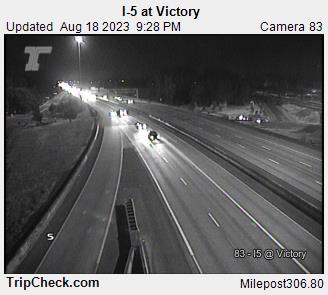 I-5 at Victory
Updated Aug 18 2023 9:28 PM Camera 83
T
S
83 - I5 @ Victory
TripCheck.com Milepost306.80